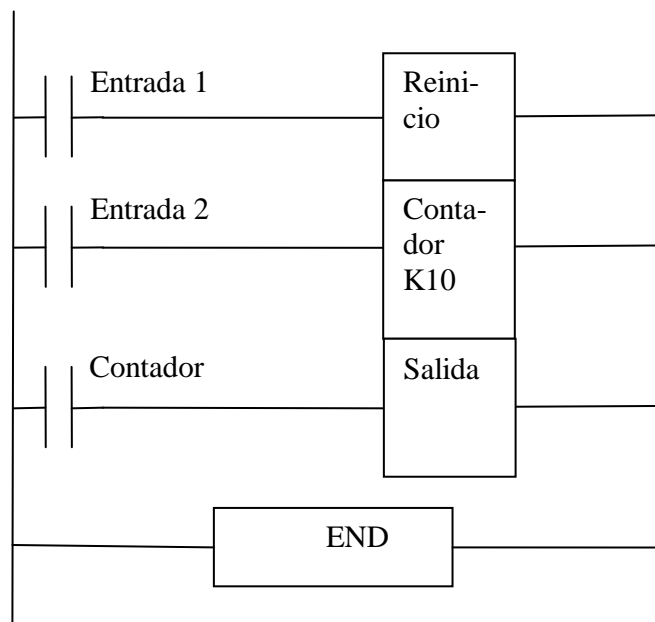 Entrada 1
Reini-
cio
Entrada 2
Conta-
dor
K10
Contador
Salida
END